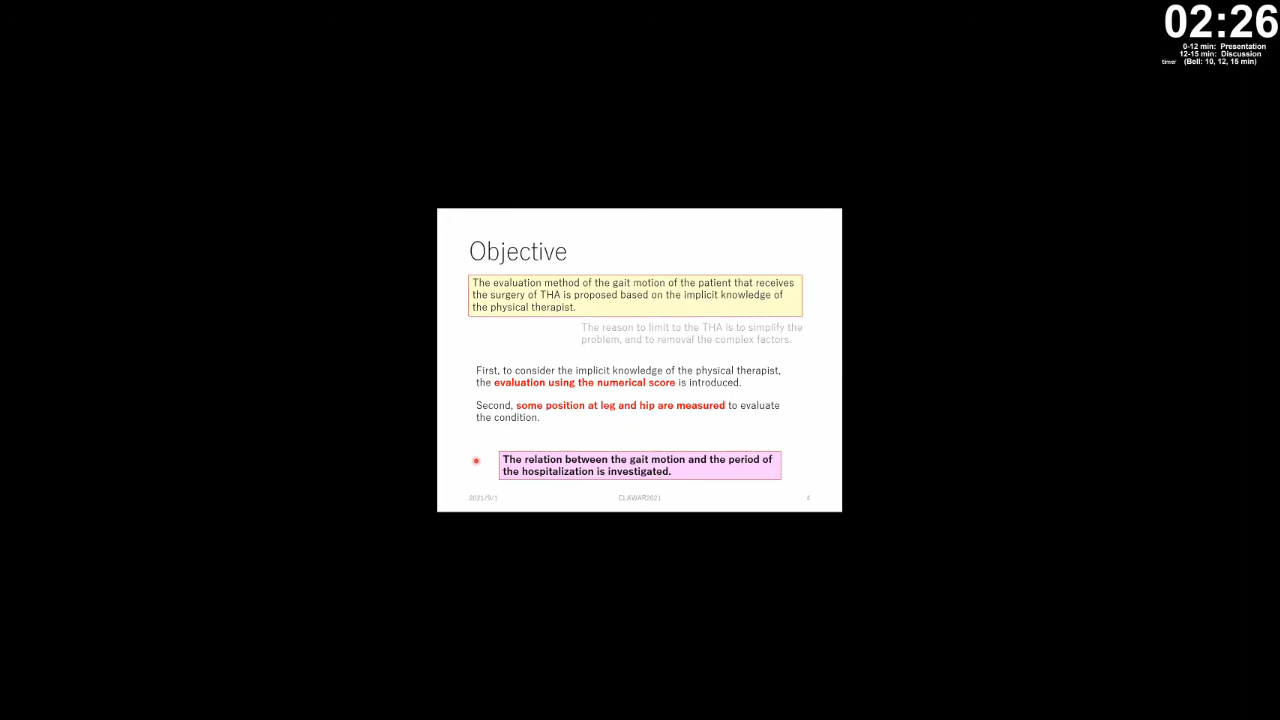 02:26
0-12 min: Presentation
12-15 min: Discussion
timer (Bell: 10, 12, 15 min)
Objective
The evaluation method of the gait motion of the patient that receives
the surgery of THA is proposed based on the implicit knowledge of
the physical therapist.
The reason to limit to the THA is to simplify the
problem, and to removal the complex factors.
First, to consider the implicit knowledge of the physical therapist,
the evaluation using the numerical score is introduced.
Second, some position at leg and hip are measured to evaluate
the condition.
The relation between the gait motion and the period of
the hospitalization is investigated.
2021/9/1 CLAWAR2021 4